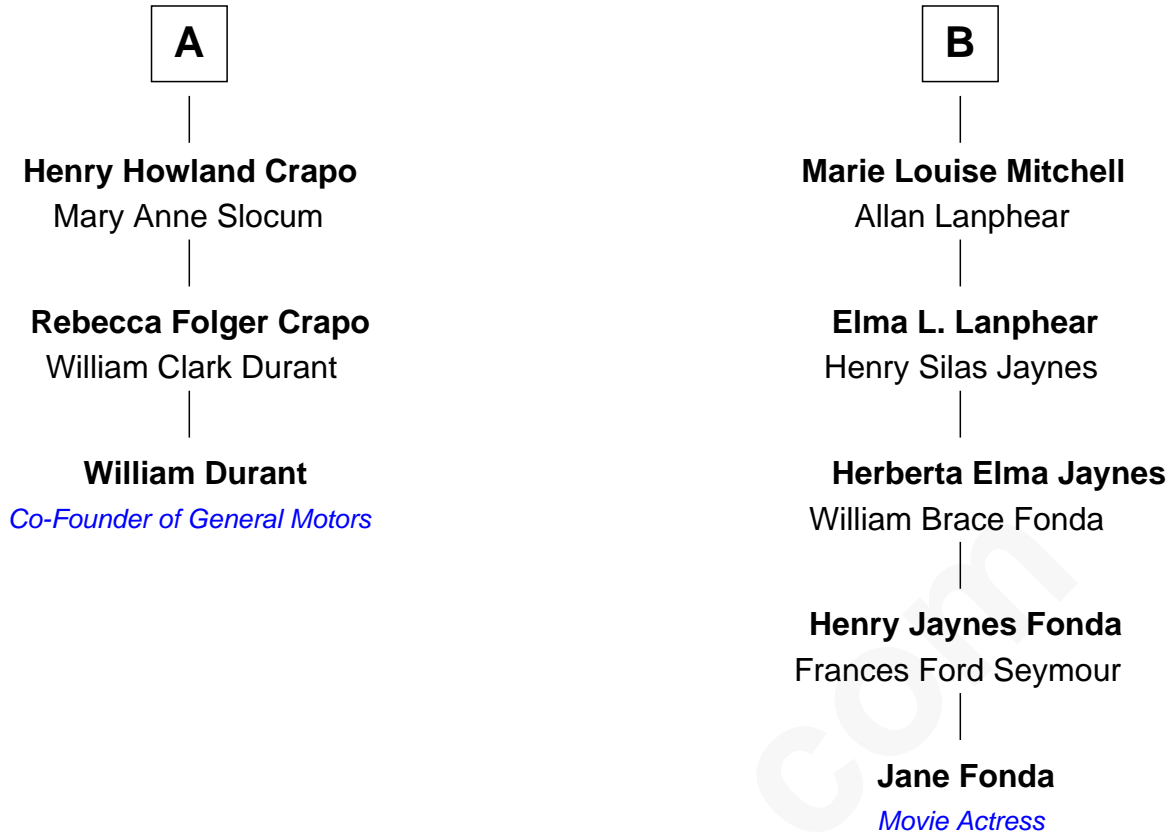 A
Henry Howland Crapo
Mary Anne Slocum
Rebecca Folger Crapo
William Clark Durant
William Durant
Co-Founder of General Motors
B
Marie Louise Mitchell
Allan Lanphear
Elma L. Lanphear
Henry Silas Jaynes
Herberta Elma Jaynes
William Brace Fonda
Henry Jaynes Fonda
Frances Ford Seymour
Jane Fonda
Movie Actress
com